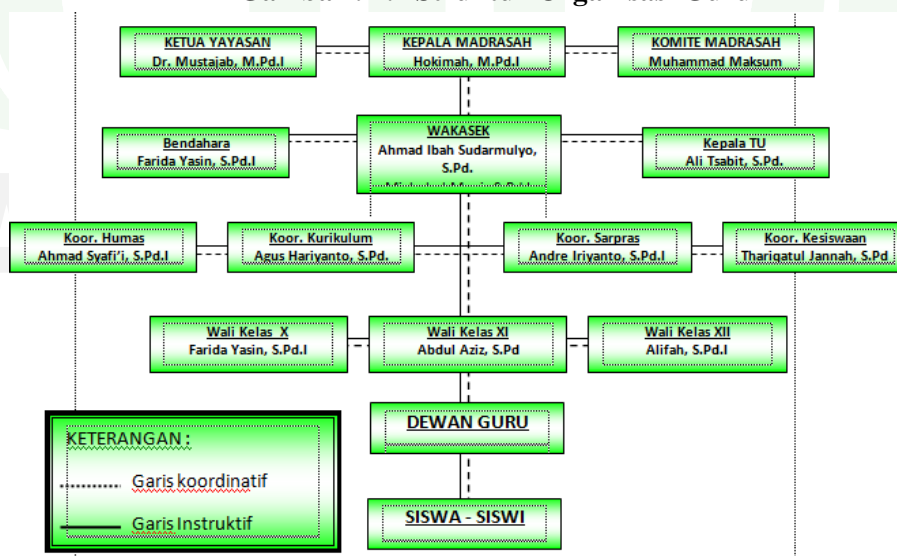 KETUA YAYASAN
Dr. Mustajab, M.Pd.I
KEPALA MADRASAH
Hokimah, M.Pd.I
KOMITE MADRASAH
Muhammad Maksum
Bendahara
Farida Yasin, S.Pd.I
WAKASEK
Ahmad Ibah Sudarmulyo,
S.Pd.
Kepala TU
Ali Tsabit, S.Pd.
Koor. Humas
Ahmad Syafi'i, S.Pd.I
Koor. Kurikulum
Agus Hariyanto, S.Pd.
Koor. Sarpras
Andre Iriyanto, S.Pd.I
Koor. Kesiswaan
Thariqatul Jannah, S.Pd
Wali Kelas X
Farida Yasin, S.Pd.I
Wali Kelas XI
Abdul Aziz, S.Pd
Wali Kelas XII
Alifah, S.Pd.I
DEWAN GURU
SISWA - SISWI
KETERANGAN :
Garis koordinatif
Garis Instruktif